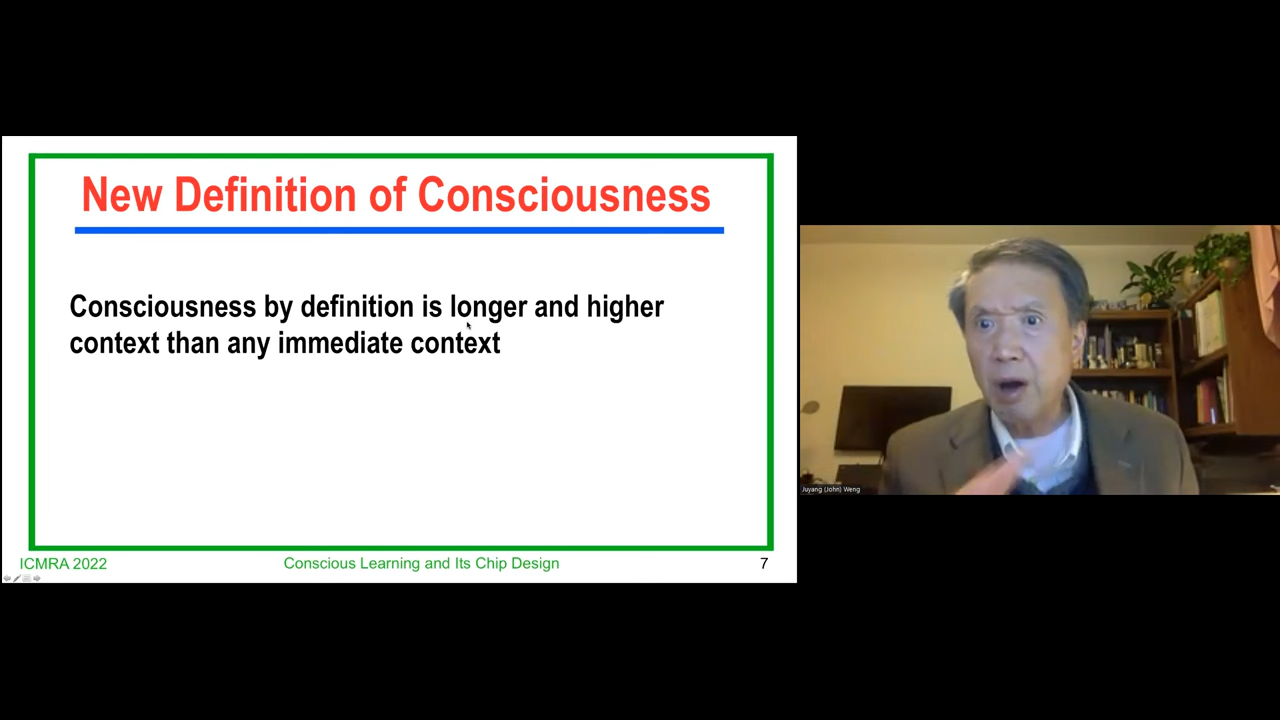 New Definition of Consciousness
Consciousness by definition is longer and higher
context than any immediate context
ICMRA 2022
Conscious Learning and Its Chip Design
7
Juyang (John) Weng